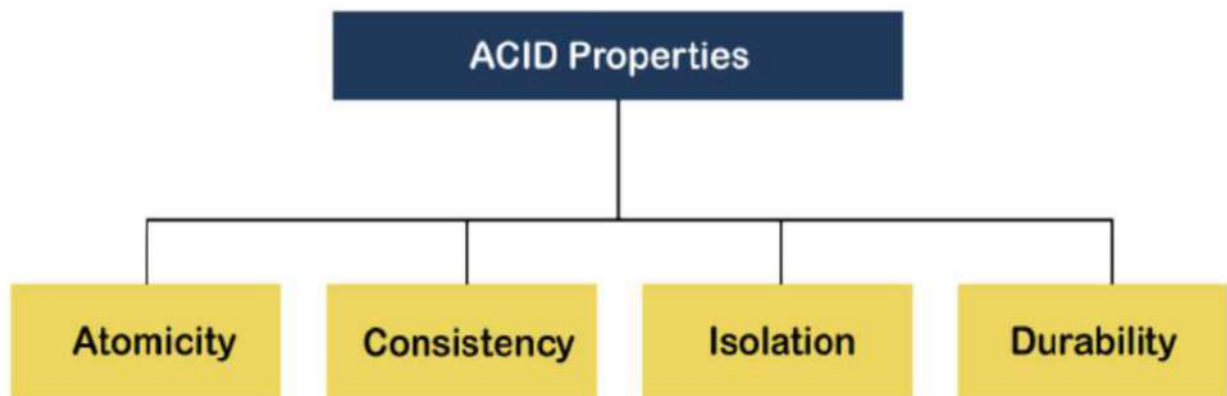 ACID Properties
Atomicity
Consistency
Isolation
Durability